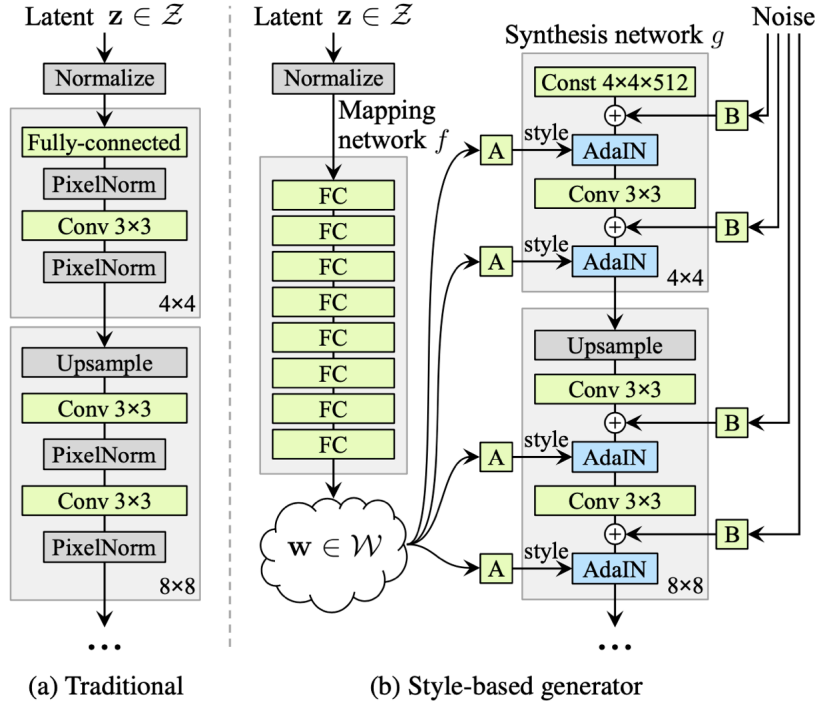 Latent z ∈ Z
Normalize
Fully-connected
PixelNorm
Conv 3×3
PixelNorm
4×4
Upsample
Conv 3×3
PixelNorm
Conv 3×3
PixelNorm
8×8
...
(a) Traditional
Latent z ∈ Z
Normalize
Mapping
network f
FC
FC
FC
FC
FC
FC
FC
FC
w ∈ W
A
style
A
style
A
style
A
style
Synthesis network g
Const 4×4×512
+
AdaIN
Conv 3×3
+
AdaIN
4×4
Upsample
Conv 3×3
+
AdaIN
Conv 3×3
+
AdaIN
8×8
...
Noise
B
B
B
B
(b) Style-based generator